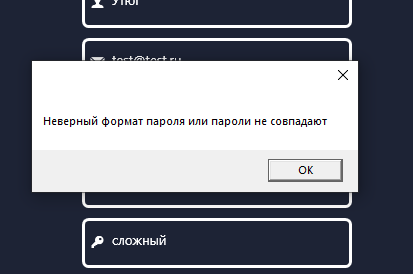 Утюг
test@test.ru
Неверный формат пароля или пароли не совпадают
OK
сложный